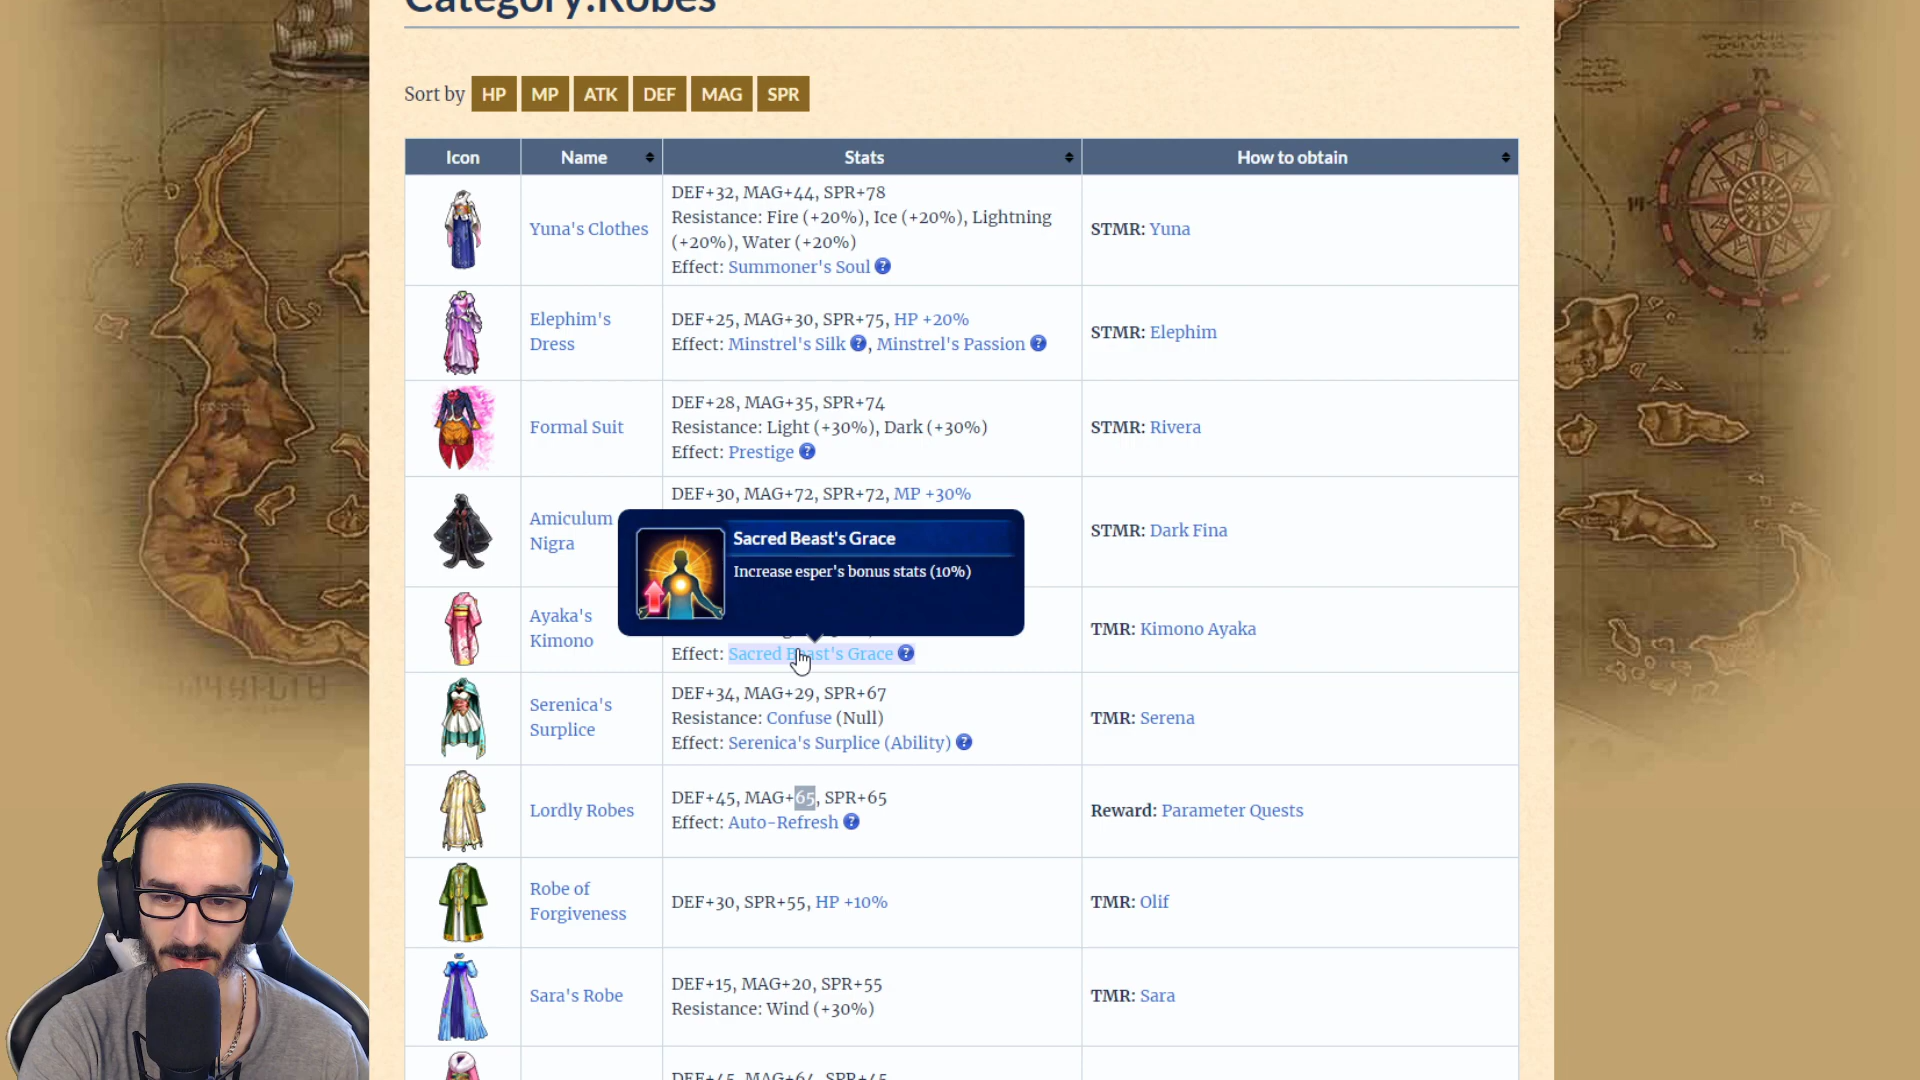 Category:Robes
Sort by HP MP ATK DEF MAG SPR
Icon Name Stats How to obtain
Yuna's Clothes
DEF+32, MAG+44, SPR+78
Resistance: Fire (+20%), Ice (+20%), Lightning
(+20%), Water (+20%)
Effect: Summoner's Soul ?
STMR: Yuna
Elephim's
Dress
DEF+25, MAG+30, SPR+75, HP +20%
Effect: Minstrel's Silk ?, Minstrel's Passion ?
STMR: Elephim
Formal Suit
DEF+28, MAG+35, SPR+74
Resistance: Light (+30%), Dark (+30%)
Effect: Prestige ?
STMR: Rivera
Amiculum
Nigra
DEF+30, MAG+72, SPR+72, MP +30%
STMR: Dark Fina
Sacred Beast's Grace
Increase esper's bonus stats (10%)
Ayaka's
Kimono
Effect: Sacred Beast's Grace ?
TMR: Kimono Ayaka
Serenica's
Surplice
DEF+34, MAG+29, SPR+67
Resistance: Confuse (Null)
Effect: Serenica's Surplice (Ability) ?
TMR: Serena
Lordly Robes
DEF+45, MAG+65, SPR+65
Effect: Auto-Refresh ?
Reward: Parameter Quests
Robe of
Forgiveness
DEF+30, SPR+55, HP +10%
TMR: Olif
Sara's Robe
DEF+15, MAG+20, SPR+55
Resistance: Wind (+30%)
TMR: Sara
DEF+45, MAG+64, SPR+45